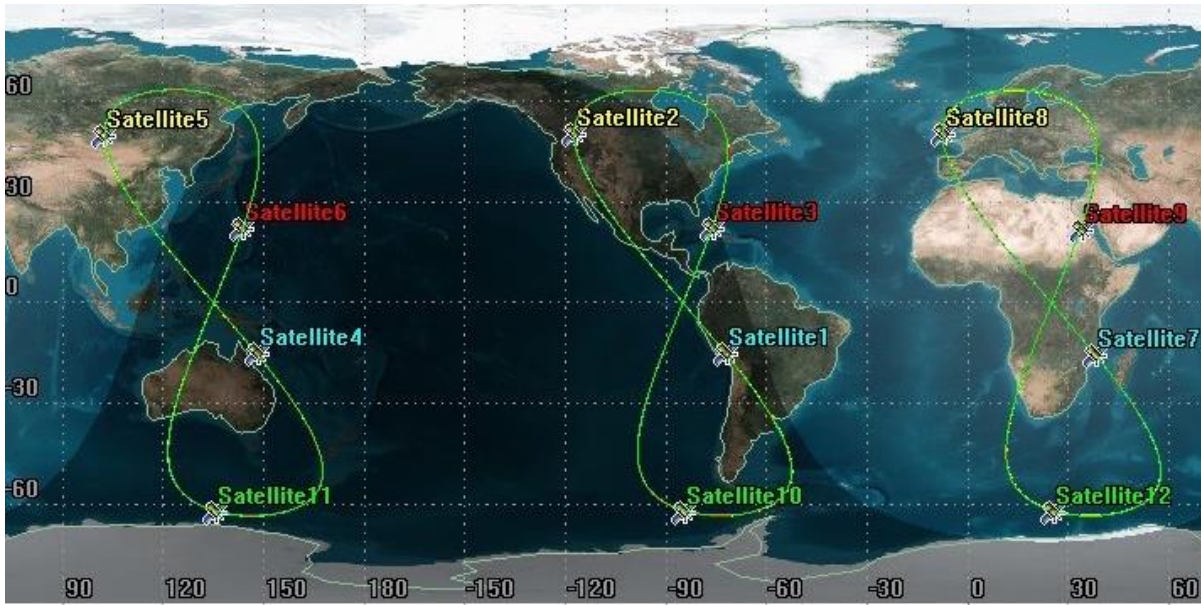 60
Satellite5 Satellite2 Satellite8
30
Satellite6 Satellite3 Satellite9
0
Satellite4 Satellite1 Satellite7
-30
-60
Satellite11 Satellite10 Satellite12
90 120 150 180 -150 -120 -90 -60 -30 0 30 60